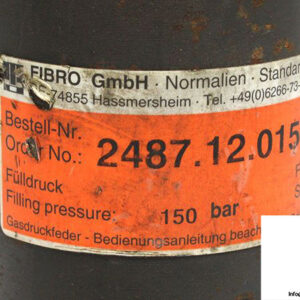 FIBRO GmbH · Normalien · Standar
74855 Hassmersheim · Tel. +49(0)6266-73-
Bestell-Nr.
Order No.: 2487.12.015
Fülldruck
Filling pressure: 150 bar
Gasdruckfeder - Bedienungsanleitung beach